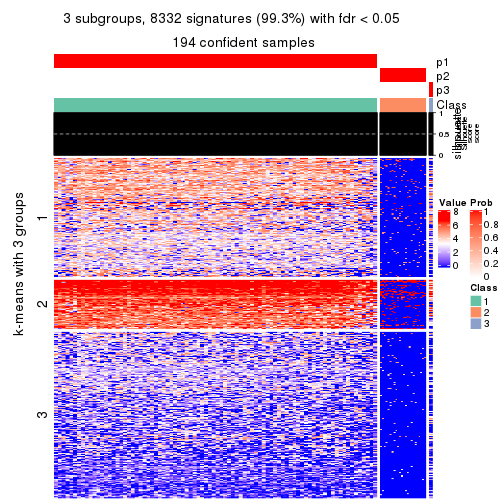 3 subgroups, 8332 signatures (99.3%) with fdr < 0.05
194 confident samples
p1
p2
p3
Class
1
0.5
0
silhouette
k-means with 3 groups
1
2
3
Value
8
6
4
2
0
Prob
1
0.8
0.6
0.4
0.2
0
Class
1
2
3